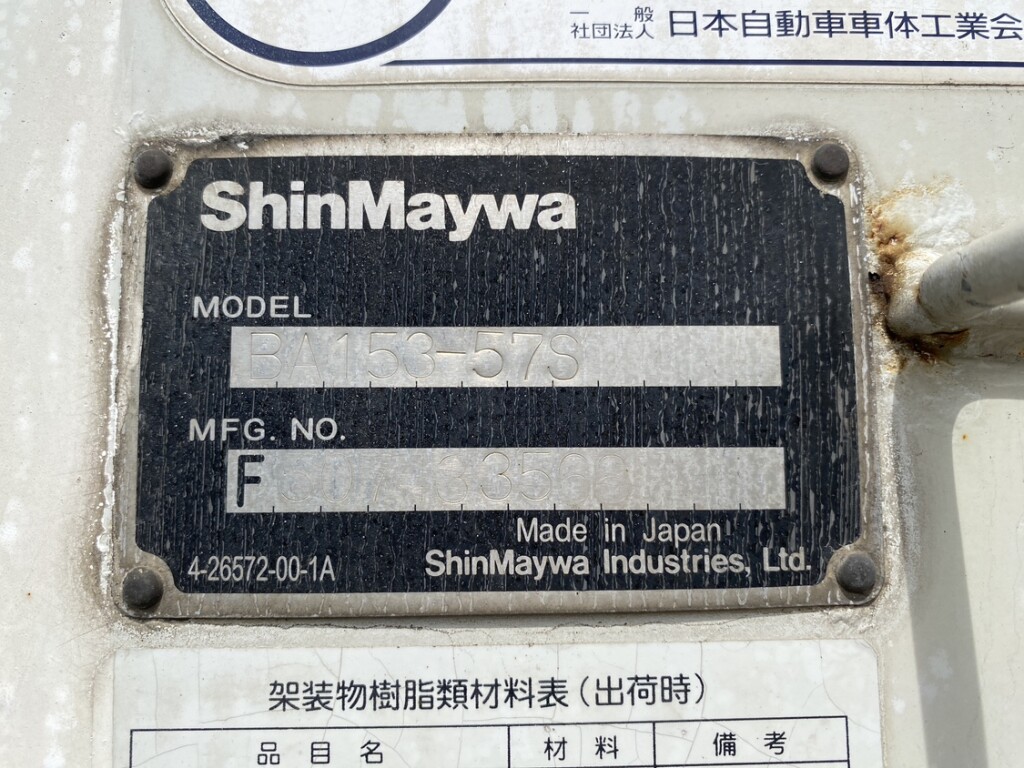 一般
社団法人 日本自動車車体工業会
ShinMaywa
MODEL
BA153-57S
MFG. NO.
F
Made in Japan
4-26572-00-1A ShinMaywa Industries, Ltd.
架装物樹脂類材料表(出荷時)
品目名 材料 備考